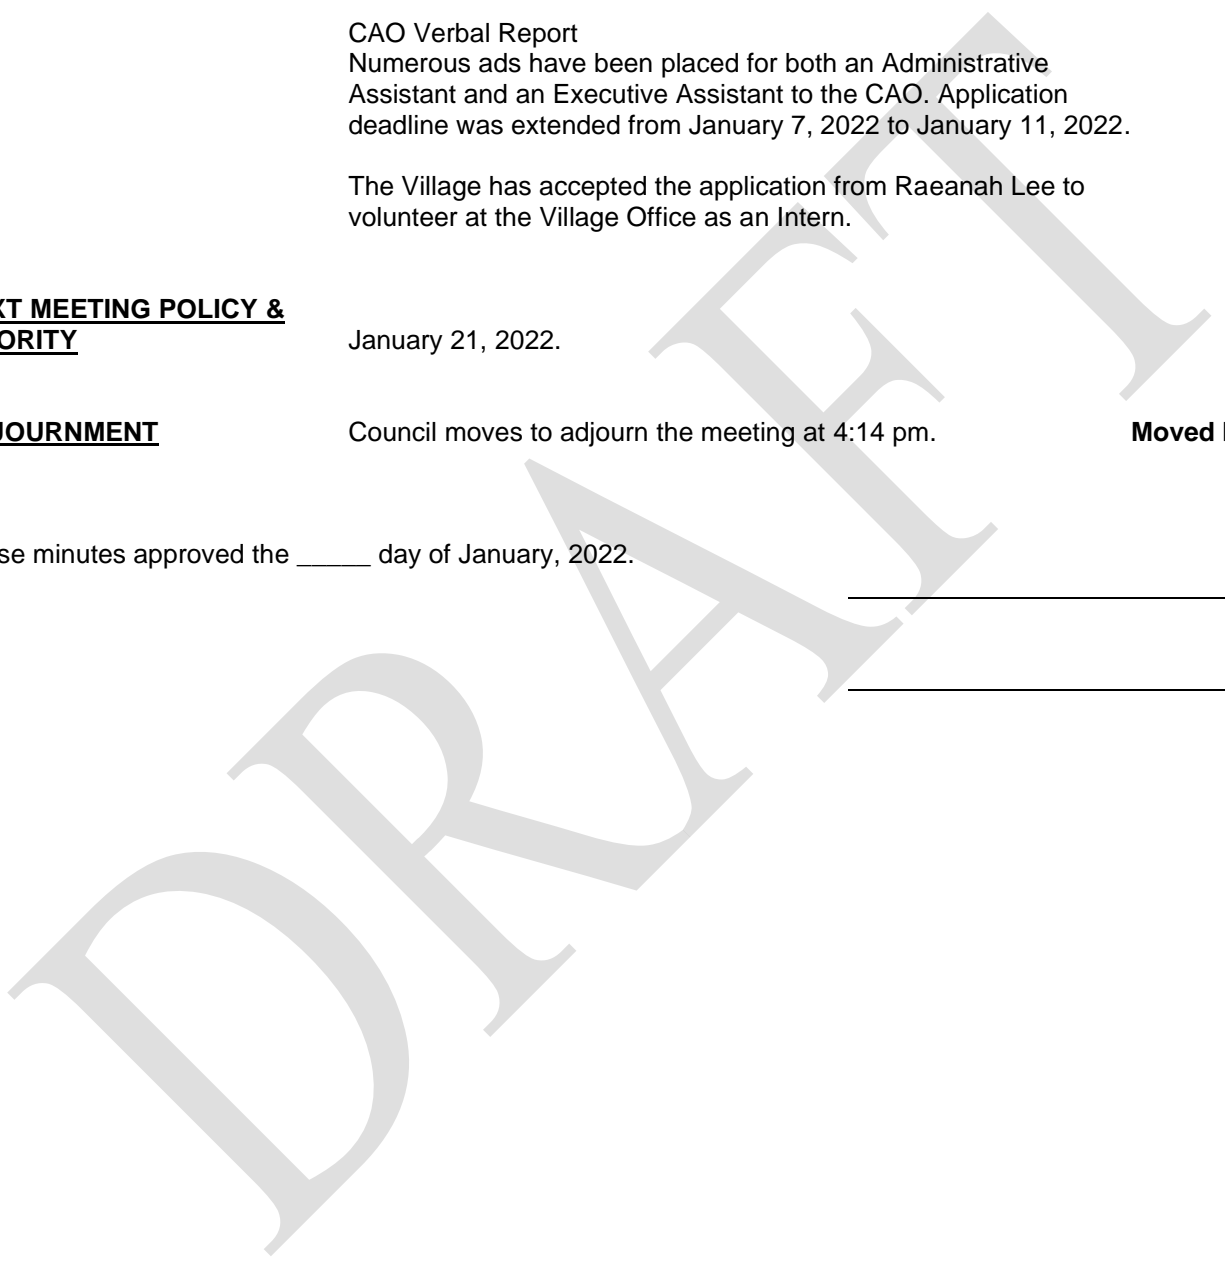 CAO Verbal Report
Numerous ads have been placed for both an Administrative
Assistant and an Executive Assistant to the CAO. Application
deadline was extended from January 7, 2022 to January 11, 2022.
The Village has accepted the application from Raeanah Lee to
volunteer at the Village Office as an Intern.
XT MEETING POLICY &
ORITY January 21, 2022.
JOURNMENT Council moves to adjourn the meeting at 4:14 pm. Moved
se minutes approved the _____ day of January, 2022.
DRAFT